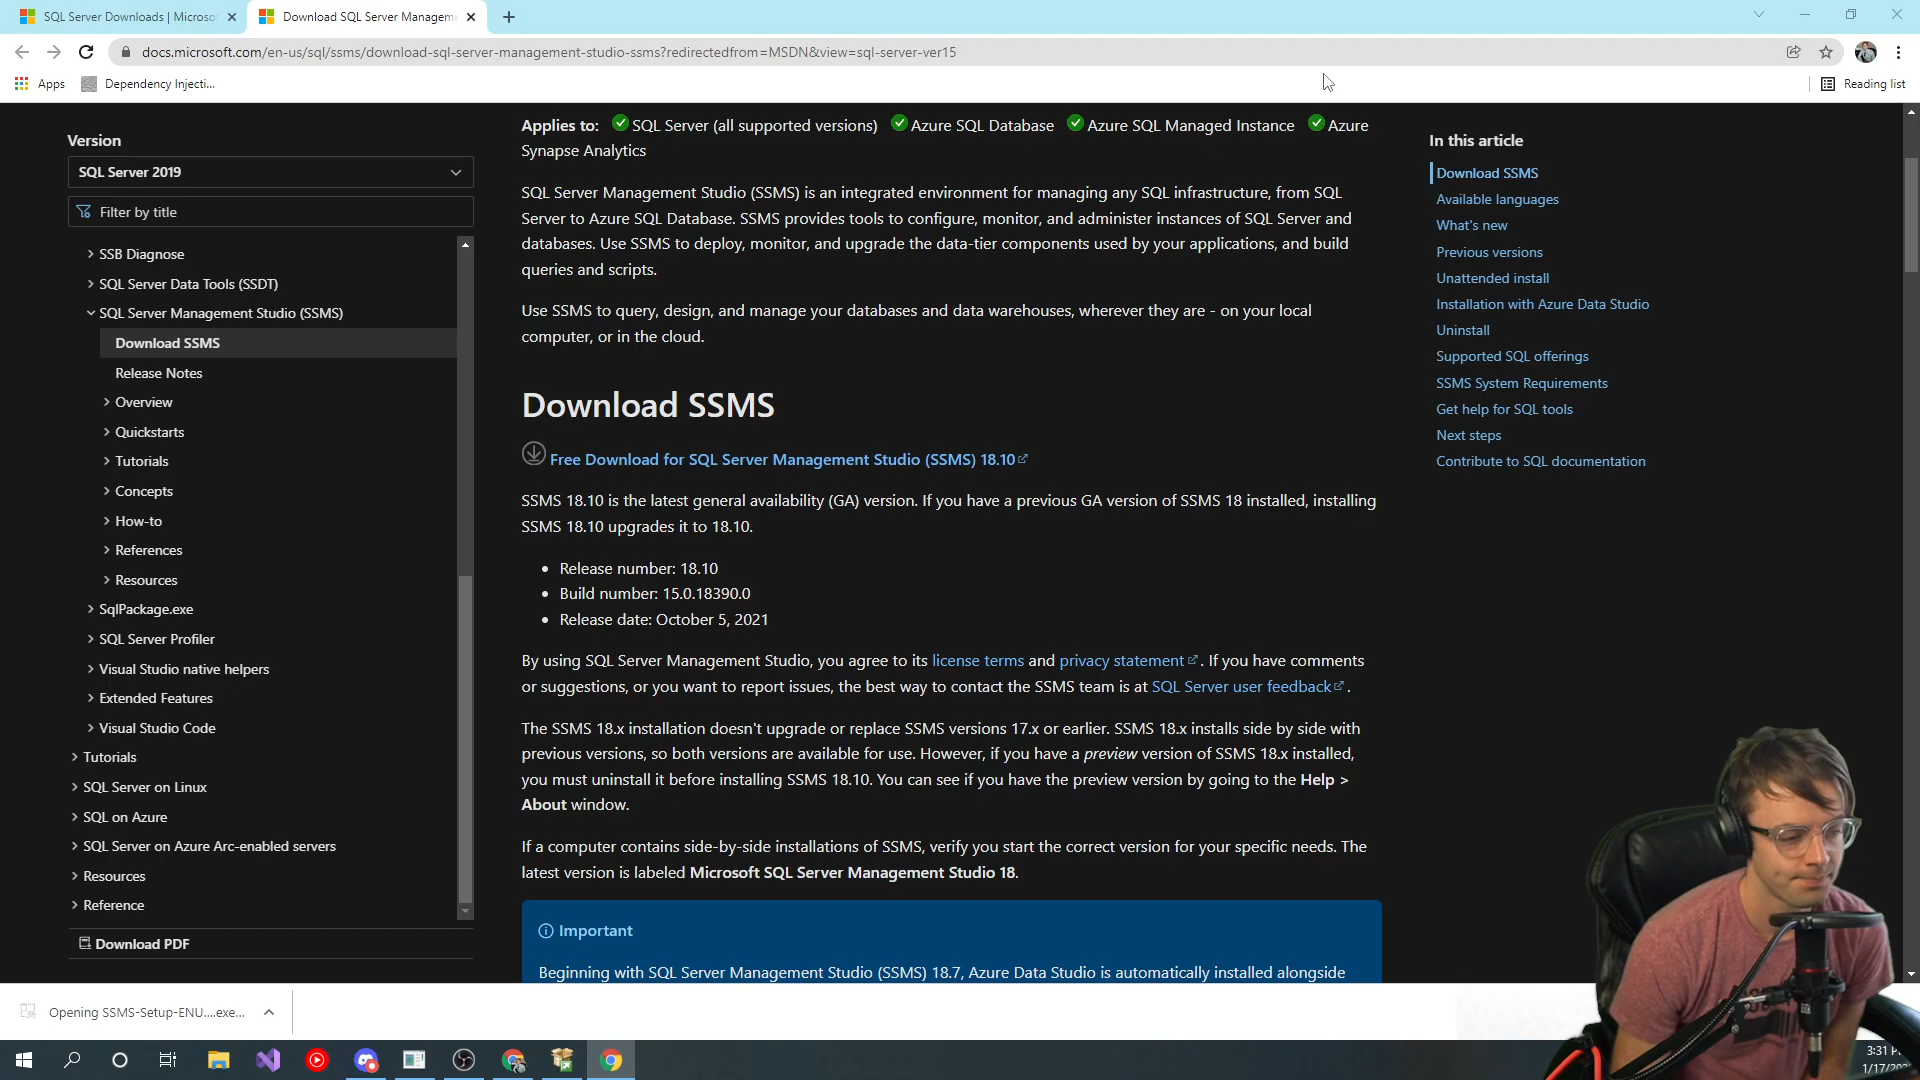 SQL Server Downloads | Microsof
Download SQL Server Managem
docs.microsoft.com/en-us/sql/ssms/download-sql-server-management-studio-ssms?redirectedfrom=MSDN&view=sql-server-ver15
Apps
Dependency Injecti...
Reading list
Version
SQL Server 2019
Filter by title
SSB Diagnose
SQL Server Data Tools (SSDT)
SQL Server Management Studio (SSMS)
Download SSMS
Release Notes
Overview
Quickstarts
Tutorials
Concepts
How-to
References
Resources
SqlPackage.exe
SQL Server Profiler
Visual Studio native helpers
Extended Features
Visual Studio Code
Tutorials
SQL Server on Linux
SQL on Azure
SQL Server on Azure Arc-enabled servers
Resources
Reference
Download PDF
Applies to: SQL Server (all supported versions) Azure SQL Database Azure SQL Managed Instance Azure
Synapse Analytics
SQL Server Management Studio (SSMS) is an integrated environment for managing any SQL infrastructure, from SQL
Server to Azure SQL Database. SSMS provides tools to configure, monitor, and administer instances of SQL Server and
databases. Use SSMS to deploy, monitor, and upgrade the data-tier components used by your applications, and build
queries and scripts.
Use SSMS to query, design, and manage your databases and data warehouses, wherever they are - on your local
computer, or in the cloud.
Download SSMS
Free Download for SQL Server Management Studio (SSMS) 18.10
SSMS 18.10 is the latest general availability (GA) version. If you have a previous GA version of SSMS 18 installed, installing
SSMS 18.10 upgrades it to 18.10.
• Release number: 18.10
• Build number: 15.0.18390.0
• Release date: October 5, 2021
By using SQL Server Management Studio, you agree to its license terms and privacy statement. If you have comments
or suggestions, or you want to report issues, the best way to contact the SSMS team is at SQL Server user feedback.
The SSMS 18.x installation doesn't upgrade or replace SSMS versions 17.x or earlier. SSMS 18.x installs side by side with
previous versions, so both versions are available for use. However, if you have a preview version of SSMS 18.x installed,
you must uninstall it before installing SSMS 18.10. You can see if you have the preview version by going to the Help >
About window.
If a computer contains side-by-side installations of SSMS, verify you start the correct version for your specific needs. The
latest version is labeled Microsoft SQL Server Management Studio 18.
Important
Beginning with SQL Server Management Studio (SSMS) 18.7, Azure Data Studio is automatically installed alongside
In this article
Download SSMS
Available languages
What's new
Previous versions
Unattended install
Installation with Azure Data Studio
Uninstall
Supported SQL offerings
SSMS System Requirements
Get help for SQL tools
Next steps
Contribute to SQL documentation
Opening SSMS-Setup-ENU....exe...
3:31 P
1/17/20